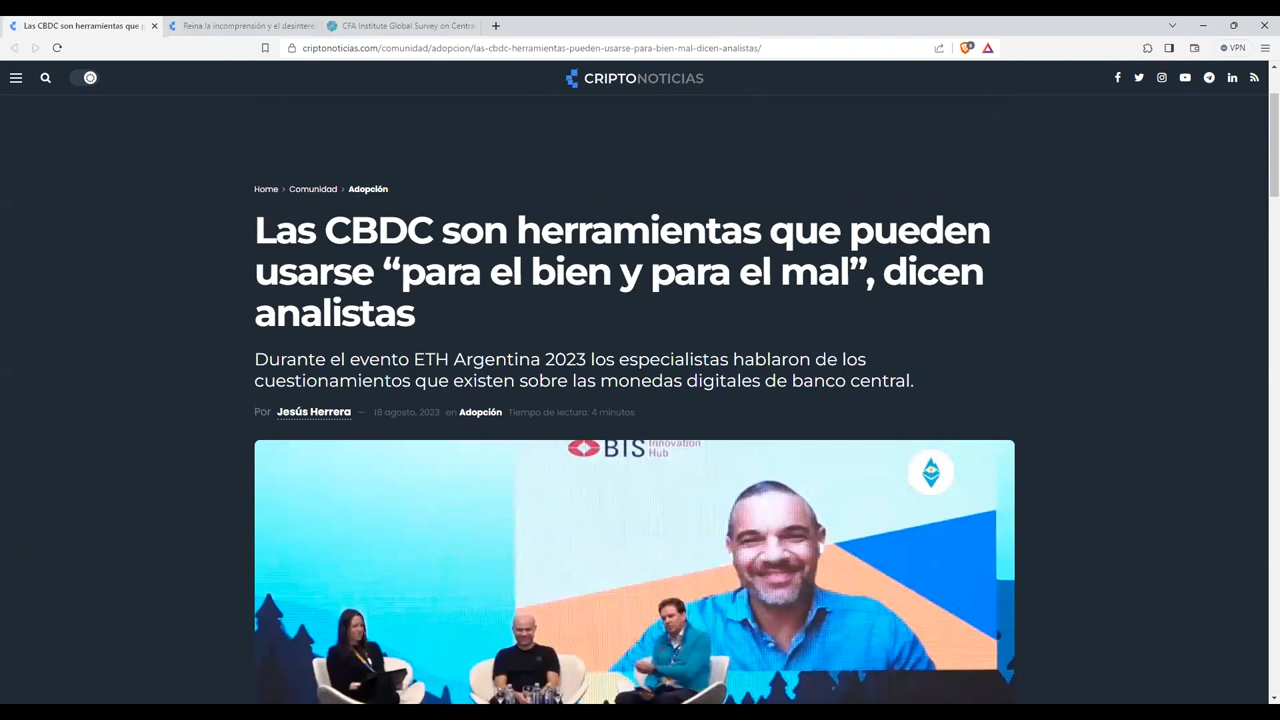 Las CBDC son herramientas que p
Reina la incomprensión y el desinteré
CFA Institute Global Survey on Centra
criptonoticias.com/comunidad/adopcion/las-cbdc-herramientas-pueden-usarse-para-bien-mal-dicen-analistas/
VPN
CRIPTONOTICIAS
Home > Comunidad > Adopción
Las CBDC son herramientas que pueden
usarse “para el bien y para el mal”, dicen
analistas
Durante el evento ETH Argentina 2023 los especialistas hablaron de los
cuestionamientos que existen sobre las monedas digitales de banco central.
Por Jesús Herrera — 18 agosto, 2023 en Adopción Tiempo de lectura: 4 minutos
BIS Innovation
Hub